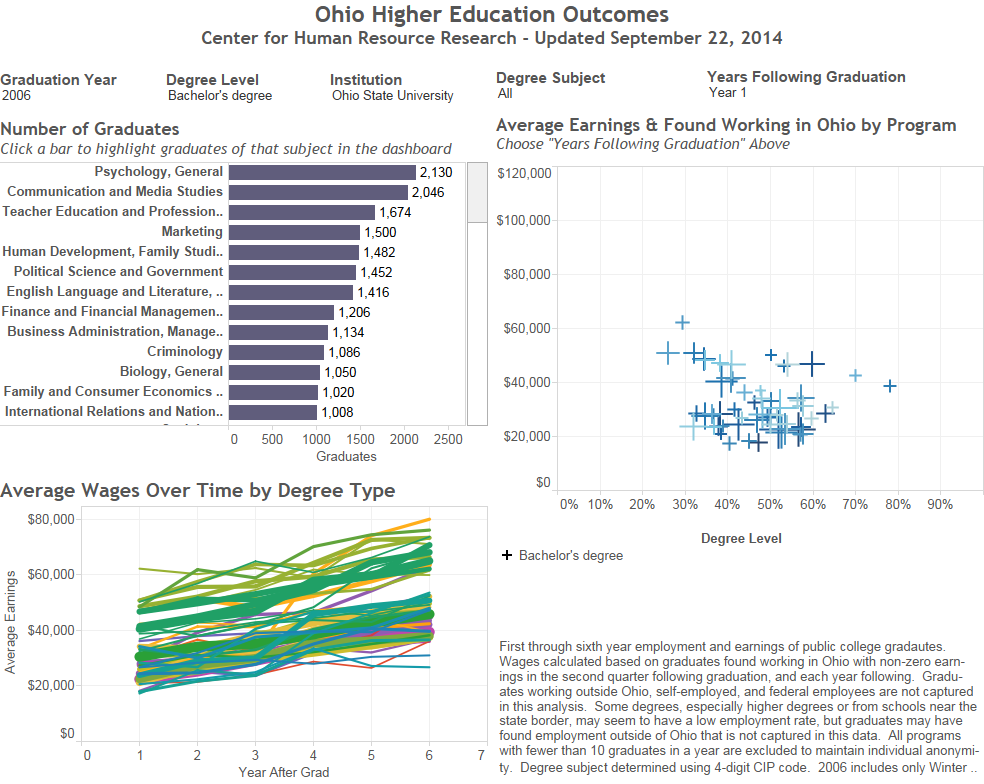 Ohio Higher Education Outcomes
Center for Human Resource Research - Updated September 22, 2014
Graduation Year
2006
Degree Level
Bachelor's degree
Institution
Ohio State University
Degree Subject
All
Years Following Graduation
Year 1
Number of Graduates
Click a bar to highlight graduates of that subject in the dashboard
Psychology, General 2,130
Communication and Media Studies 2,046
Teacher Education and Profession.. 1,674
Marketing 1,500
Human Development, Family Studi.. 1,482
Political Science and Government 1,452
English Language and Literature, .. 1,416
Finance and Financial Managemen.. 1,206
Business Administration, Manage.. 1,134
Criminology 1,086
Biology, General 1,050
Family and Consumer Economics .. 1,020
International Relations and Nation.. 1,008
0 500 1000 1500 2000 2500
Graduates
Average Earnings & Found Working in Ohio by Program
Choose "Years Following Graduation" Above
$120,000
$100,000
$80,000
$60,000
$40,000
$20,000
$0
0% 10% 20% 30% 40% 50% 60% 70% 80% 90%
Degree Level
Bachelor's degree
Average Wages Over Time by Degree Type
Average Earnings
$80,000
$60,000
$40,000
$20,000
$0
0 1 2 3 4 5 6 7
Year After Grad
First through sixth year employment and earnings of public college gradautes.
Wages calculated based on graduates found working in Ohio with non-zero earn-
ings in the second quarter following graduation, and each year following. Gradu-
ates working outside Ohio, self-employed, and federal employees are not captured
in this analysis. Some degrees, especially higher degrees or from schools near the
state border, may seem to have a low employment rate, but graduates may have
found employment outside of Ohio that is not captured in this data. All programs
with fewer than 10 graduates in a year are excluded to maintain individual anonymi-
ty. Degree subject determined using 4-digit CIP code. 2006 includes only Winter ..